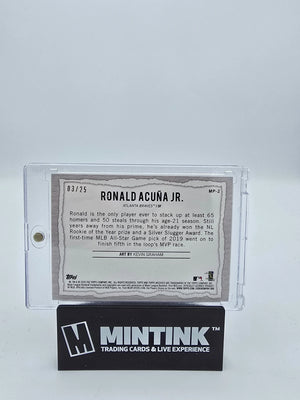 03/25
RONALD ACUÑA JR.
MP-2
ATLANTA BRAVES™ | OF
Ronald is the only player ever to stack up at least 65
homers and 50 steals through his age-21 season. Still
years away from his prime, he's already won the NL
Rookie of the Year prize and a Silver Slugger Award. The
first-time MLB All-Star Game pick of 2019 went on to
finish fifth in the loop's MVP race.
ART BY KEVIN GRAHAM
Topps
M MINTINK™
TRADING CARDS & LIVE EXPERIENCE